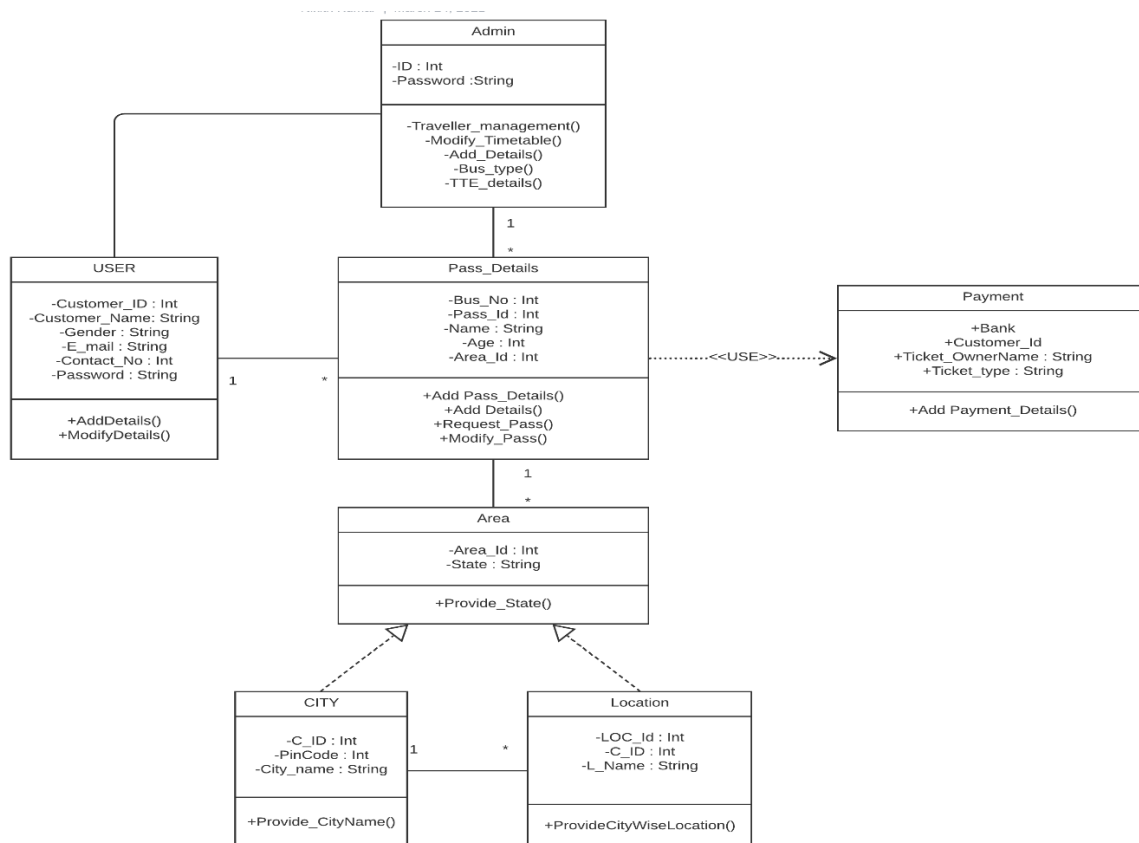 Admin
-ID : Int
-Password :String
-Traveller_management()
-Modify_Timetable()
-Add_Details()
-Bus_type()
-TTE_details()
1
*
USER
-Customer_ID : Int
-Customer_Name: String
-Gender : String
-E_mail : String
-Contact_No : Int
-Password : String
+AddDetails()
+ModifyDetails()
1
*
Pass_Details
-Bus_No : Int
-Pass_Id : Int
-Name : String
-Age : Int
-Area_Id : Int
+Add Pass_Details()
+Add Details()
+Request_Pass()
+Modify_Pass()
<<USE>>
Payment
+Bank
+Customer_Id
+Ticket_OwnerName : String
+Ticket_type : String
+Add Payment_Details()
1
*
Area
-Area_Id : Int
-State : String
+Provide_State()
CITY
-C_ID : Int
-PinCode : Int
-City_name : String
+Provide_CityName()
1
*
Location
-LOC_Id : Int
-C_ID : Int
-L_Name : String
+ProvideCityWiseLocation()